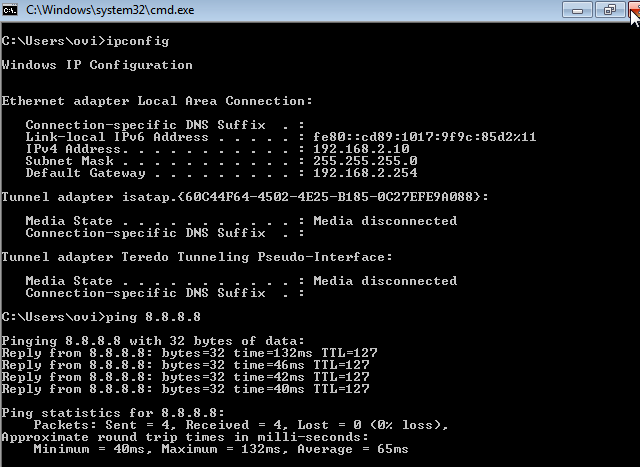 C:\Windows\system32\cmd.exe
C:\Users\ovi>ipconfig
Windows IP Configuration
Ethernet adapter Local Area Connection:
   Connection-specific DNS Suffix  . :
   Link-local IPv6 Address . . . . . : fe80::cd89:1017:9f9c:85d2%11
   IPv4 Address. . . . . . . . . . . : 192.168.2.10
   Subnet Mask . . . . . . . . . . . : 255.255.255.0
   Default Gateway . . . . . . . . . : 192.168.2.254
Tunnel adapter isatap.{60C44F64-4502-4E25-B185-0C27EFE9A088}:
   Media State . . . . . . . . . . . : Media disconnected
   Connection-specific DNS Suffix  . :
Tunnel adapter Teredo Tunneling Pseudo-Interface:
   Media State . . . . . . . . . . . : Media disconnected
   Connection-specific DNS Suffix  . :
C:\Users\ovi>ping 8.8.8.8
Pinging 8.8.8.8 with 32 bytes of data:
Reply from 8.8.8.8: bytes=32 time=132ms TTL=127
Reply from 8.8.8.8: bytes=32 time=46ms TTL=127
Reply from 8.8.8.8: bytes=32 time=42ms TTL=127
Reply from 8.8.8.8: bytes=32 time=40ms TTL=127
Ping statistics for 8.8.8.8:
    Packets: Sent = 4, Received = 4, Lost = 0 (0% loss),
Approximate round trip times in milli-seconds:
    Minimum = 40ms, Maximum = 132ms, Average = 65ms